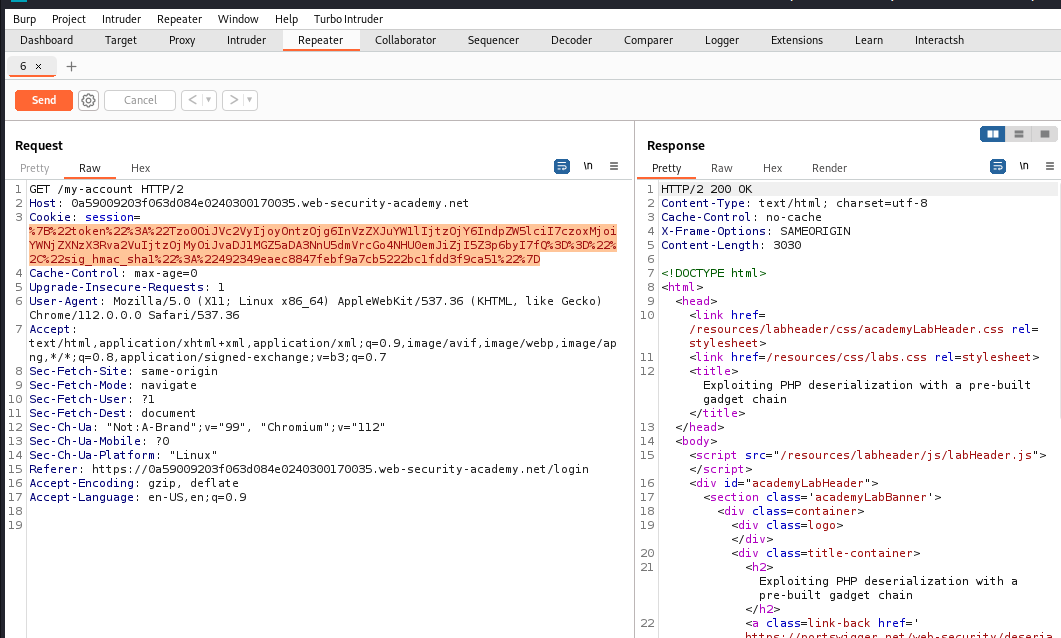 Burp Project Intruder Repeater Window Help Turbo Intruder
Dashboard Target Proxy Intruder Repeater Collaborator Sequencer Decoder Comparer Logger Extensions Learn Interactsh
6 × +
Send Cancel < >
Request
Pretty Raw Hex \n
1 GET /my-account HTTP/2
2 Host: 0a59009203f063d084e0240300170035.web-security-academy.net
3 Cookie: session=
%7B%22token%22%3A%22Tzo0OiJVc2VyIjoyOntzOjg6InVzZXJuYW1lIjtzOjY6IndpZW5lciI7czoxMjoi
YWNjZXNzX3Rva2VuIjtzOjMyOiJvaDJ1MGZ5aDA3NnU5dmVrcGo4NHU0emJiZjI5Z3p6byI7fQ%3D%3D%22%
2C%22sig_hmac_sha1%22%3A%22492349eaec8847febf9a7cb5222bc1fdd3f9ca51%22%7D
4 Cache-Control: max-age=0
5 Upgrade-Insecure-Requests: 1
6 User-Agent: Mozilla/5.0 (X11; Linux x86_64) AppleWebKit/537.36 (KHTML, like Gecko)
Chrome/112.0.0.0 Safari/537.36
7 Accept:
text/html,application/xhtml+xml,application/xml;q=0.9,image/avif,image/webp,image/ap
ng,*/*;q=0.8,application/signed-exchange;v=b3;q=0.7
8 Sec-Fetch-Site: same-origin
9 Sec-Fetch-Mode: navigate
10 Sec-Fetch-User: ?1
11 Sec-Fetch-Dest: document
12 Sec-Ch-Ua: "Not:A-Brand";v="99", "Chromium";v="112"
13 Sec-Ch-Ua-Mobile: ?0
14 Sec-Ch-Ua-Platform: "Linux"
15 Referer: https://0a59009203f063d084e0240300170035.web-security-academy.net/login
16 Accept-Encoding: gzip, deflate
17 Accept-Language: en-US,en;q=0.9
18
19
Response
Pretty Raw Hex Render \n
1 HTTP/2 200 OK
2 Content-Type: text/html; charset=utf-8
3 Cache-Control: no-cache
4 X-Frame-Options: SAMEORIGIN
5 Content-Length: 3030
6
7 <!DOCTYPE html>
8 <html>
9 <head>
10 <link href=
/resources/labheader/css/academyLabHeader.css rel=
stylesheet>
11 <link href=/resources/css/labs.css rel=stylesheet>
12 <title>
Exploiting PHP deserialization with a pre-built
gadget chain
</title>
13 </head>
14 <body>
15 <script src="/resources/labheader/js/labHeader.js">
</script>
16 <div id="academyLabHeader">
17 <section class='academyLabBanner'>
18 <div class=container>
19 <div class=logo>
</div>
20 <div class=title-container>
21 <h2>
Exploiting PHP deserialization with a
pre-built gadget chain
</h2>
22 <a class=link-back href='
https://portswigger.net/web-security/deseria